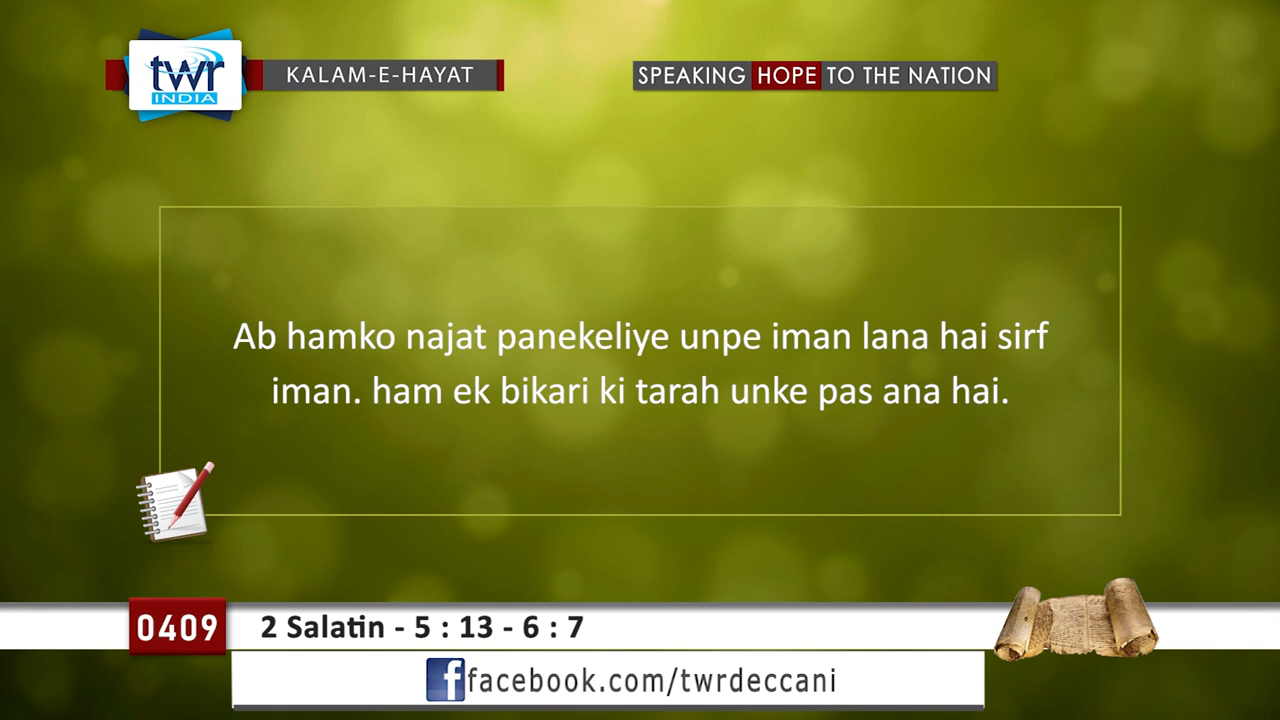 twr
INDIA
KALAM-E-HAYAT
SPEAKING HOPE TO THE NATION
Ab hamko najat panekeliye unpe iman lana hai sirf
iman. ham ek bikari ki tarah unke pas ana hai.
0409
2 Salatin - 5 : 13 - 6 : 7
facebook.com/twrdeccani